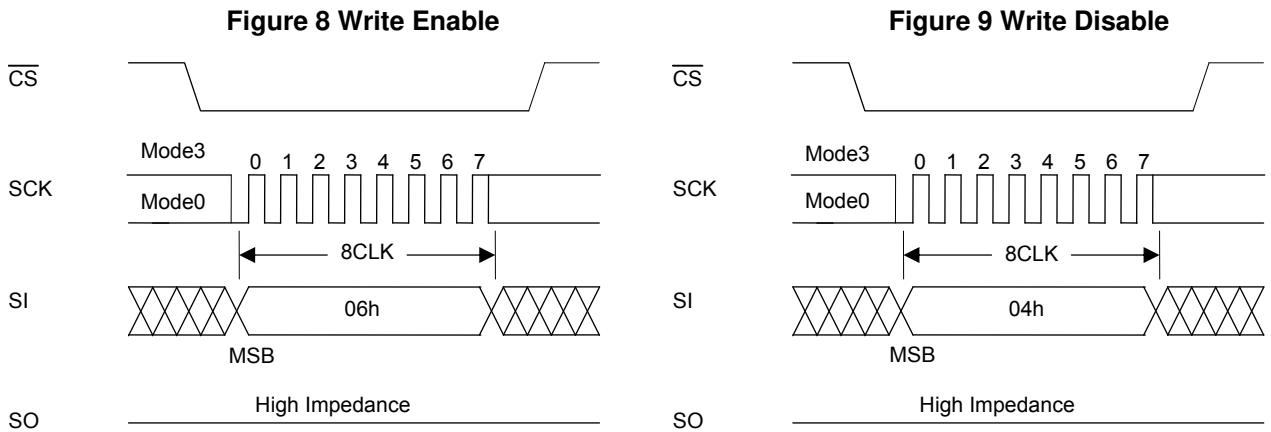 Figure 8 Write Enable
CS
Mode3
0 1 2 3 4 5 6 7
SCK
Mode0
8CLK
SI
06h
MSB
High Impedance
SO
Figure 9 Write Disable
CS
Mode3
0 1 2 3 4 5 6 7
SCK
Mode0
8CLK
SI
04h
MSB
High Impedance
SO